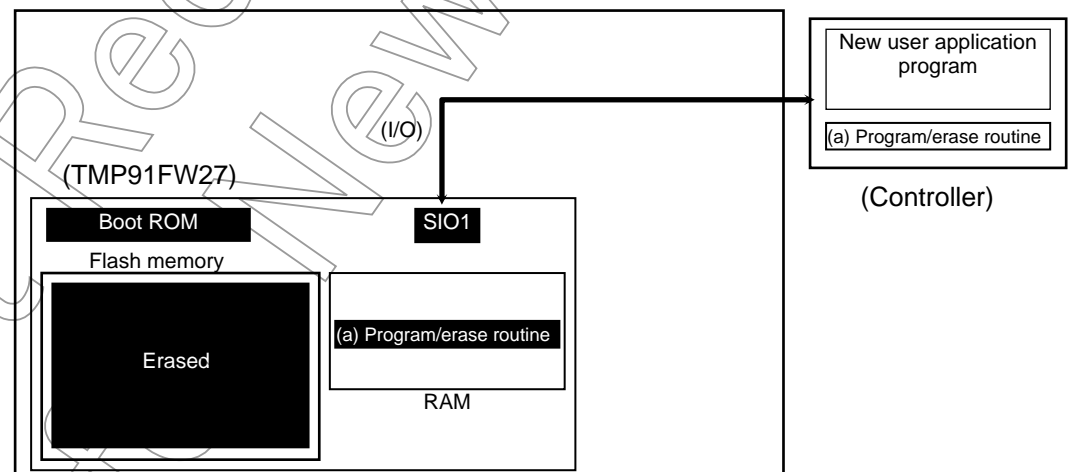 New user application
program
(I/O)
(a) Program/erase routine
(TMP91FW27)
(Controller)
Boot ROM
SIO1
Flash memory
(a) Program/erase routine
Erased
RAM